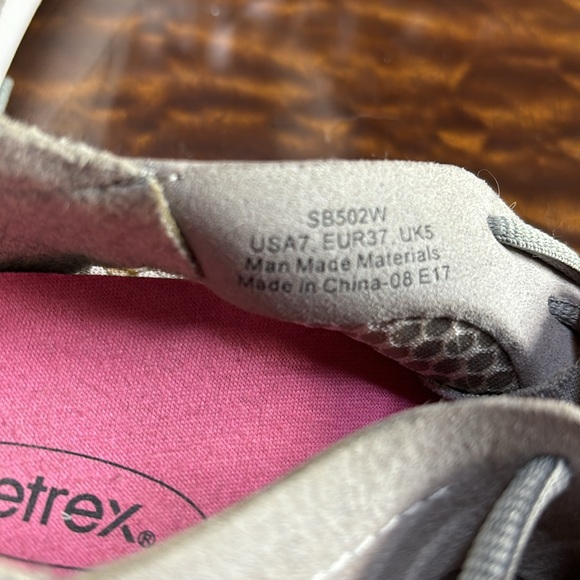 SB502W
USA7. EUR37. UK5
Man Made Materials
Made in China-08 E17
etrex®